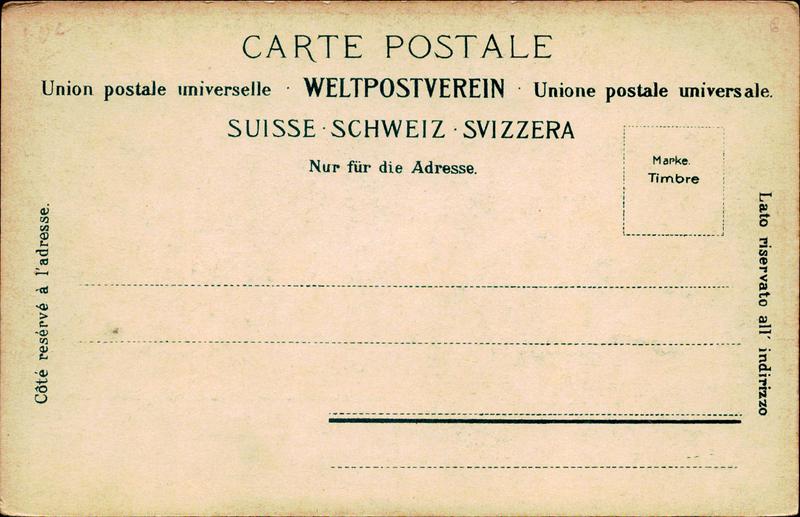 CARTE POSTALE
Union postale universelle · WELTPOSTVEREIN · Unione postale universale.
SUISSE · SCHWEIZ · SVIZZERA
Nur für die Adresse.
Marke.
Timbre
Côté resérvé à l'adresse.
Lato riservato all' indirizzo